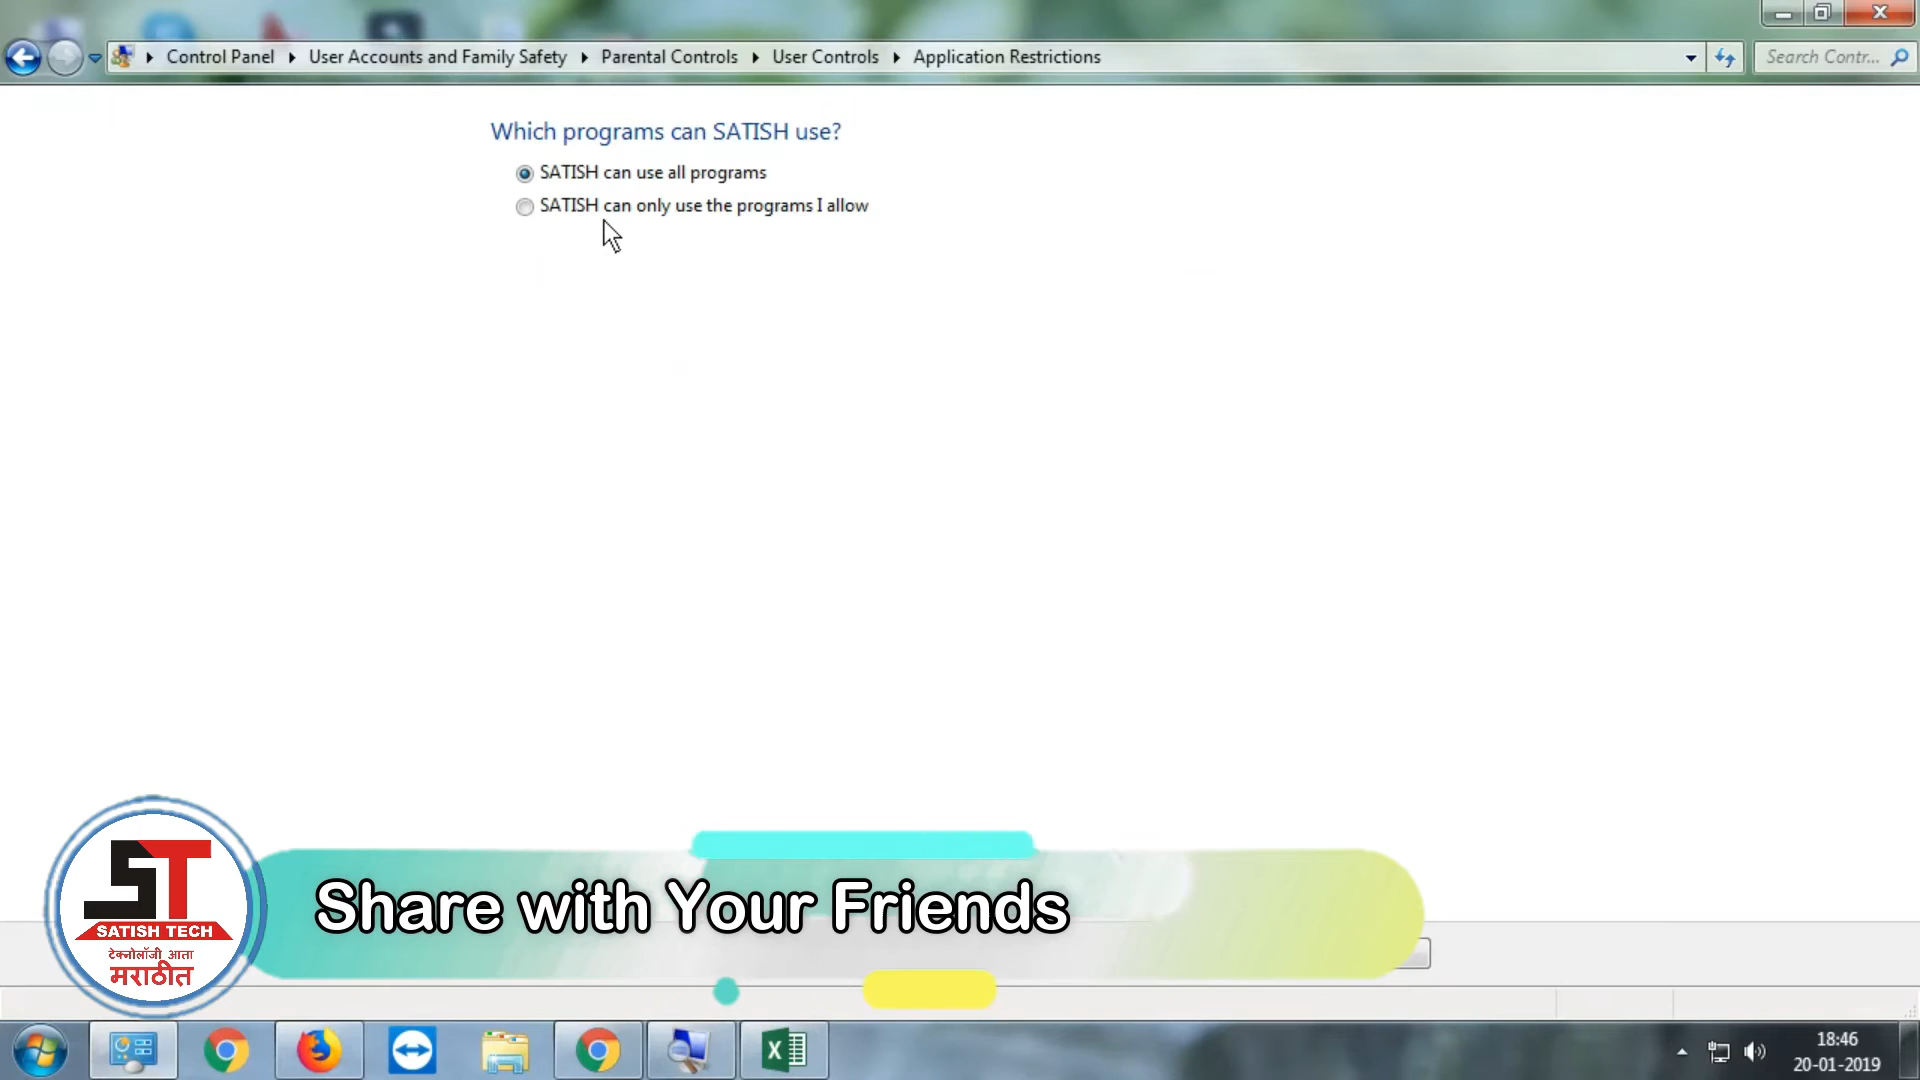 Control Panel
User Accounts and Family Safety
Parental Controls
User Controls
Application Restrictions
Search Contr...
Which programs can SATISH use?
SATISH can use all programs
SATISH can only use the programs I allow
ST
SATISH TECH
टेक्नोलॉजी आता
मराठीत
Share with Your Friends
18:46
20-01-2019